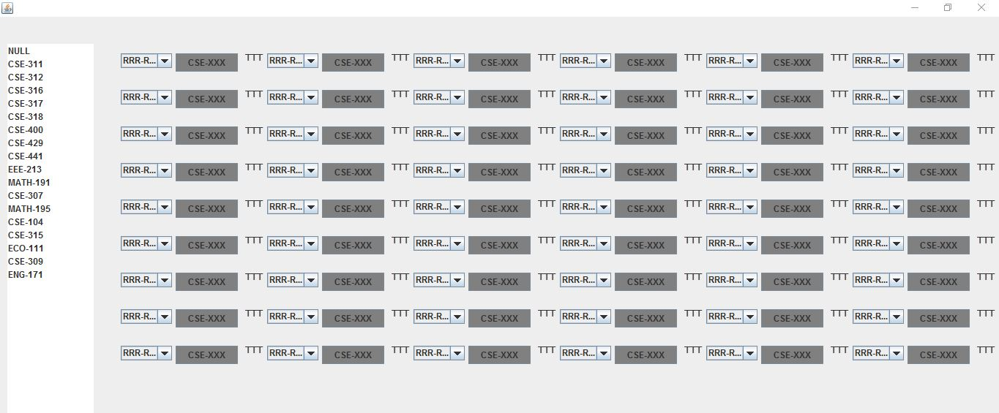 NULL
CSE-311
CSE-312
CSE-316
CSE-317
CSE-318
CSE-400
CSE-429
CSE-441
EEE-213
MATH-191
CSE-307
MATH-195
CSE-104
CSE-315
ECO-111
CSE-309
ENG-171
RRR-R... CSE-XXX TTT RRR-R... CSE-XXX TTT RRR-R... CSE-XXX TTT RRR-R... CSE-XXX TTT RRR-R... CSE-XXX TTT RRR-R... CSE-XXX TTT
RRR-R... CSE-XXX TTT RRR-R... CSE-XXX TTT RRR-R... CSE-XXX TTT RRR-R... CSE-XXX TTT RRR-R... CSE-XXX TTT RRR-R... CSE-XXX TTT
RRR-R... CSE-XXX TTT RRR-R... CSE-XXX TTT RRR-R... CSE-XXX TTT RRR-R... CSE-XXX TTT RRR-R... CSE-XXX TTT RRR-R... CSE-XXX TTT
RRR-R... CSE-XXX TTT RRR-R... CSE-XXX TTT RRR-R... CSE-XXX TTT RRR-R... CSE-XXX TTT RRR-R... CSE-XXX TTT RRR-R... CSE-XXX TTT
RRR-R... CSE-XXX TTT RRR-R... CSE-XXX TTT RRR-R... CSE-XXX TTT RRR-R... CSE-XXX TTT RRR-R... CSE-XXX TTT RRR-R... CSE-XXX TTT
RRR-R... CSE-XXX TTT RRR-R... CSE-XXX TTT RRR-R... CSE-XXX TTT RRR-R... CSE-XXX TTT RRR-R... CSE-XXX TTT RRR-R... CSE-XXX TTT
RRR-R... CSE-XXX TTT RRR-R... CSE-XXX TTT RRR-R... CSE-XXX TTT RRR-R... CSE-XXX TTT RRR-R... CSE-XXX TTT RRR-R... CSE-XXX TTT
RRR-R... CSE-XXX TTT RRR-R... CSE-XXX TTT RRR-R... CSE-XXX TTT RRR-R... CSE-XXX TTT RRR-R... CSE-XXX TTT RRR-R... CSE-XXX TTT
RRR-R... CSE-XXX TTT RRR-R... CSE-XXX TTT RRR-R... CSE-XXX TTT RRR-R... CSE-XXX TTT RRR-R... CSE-XXX TTT RRR-R... CSE-XXX TTT